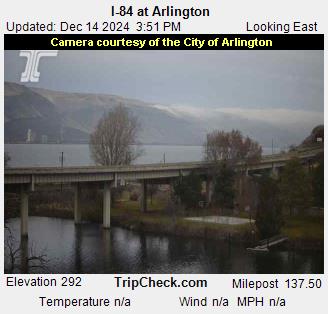 I-84 at Arlington
Updated: Dec 14 2024 3:51 PM Looking East
Camera courtesy of the City of Arlington
Elevation 292 TripCheck.com Milepost 137.50
Temperature n/a Wind n/a MPH n/a